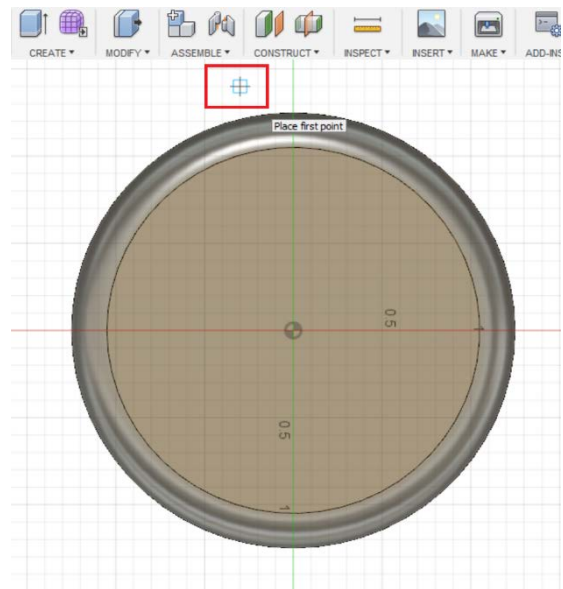 CREATE ▾ MODIFY ▾ ASSEMBLE ▾ CONSTRUCT ▾ INSPECT ▾ INSERT ▾ MAKE ▾ ADD-INS
Place first point
0.5
1
0.5
1